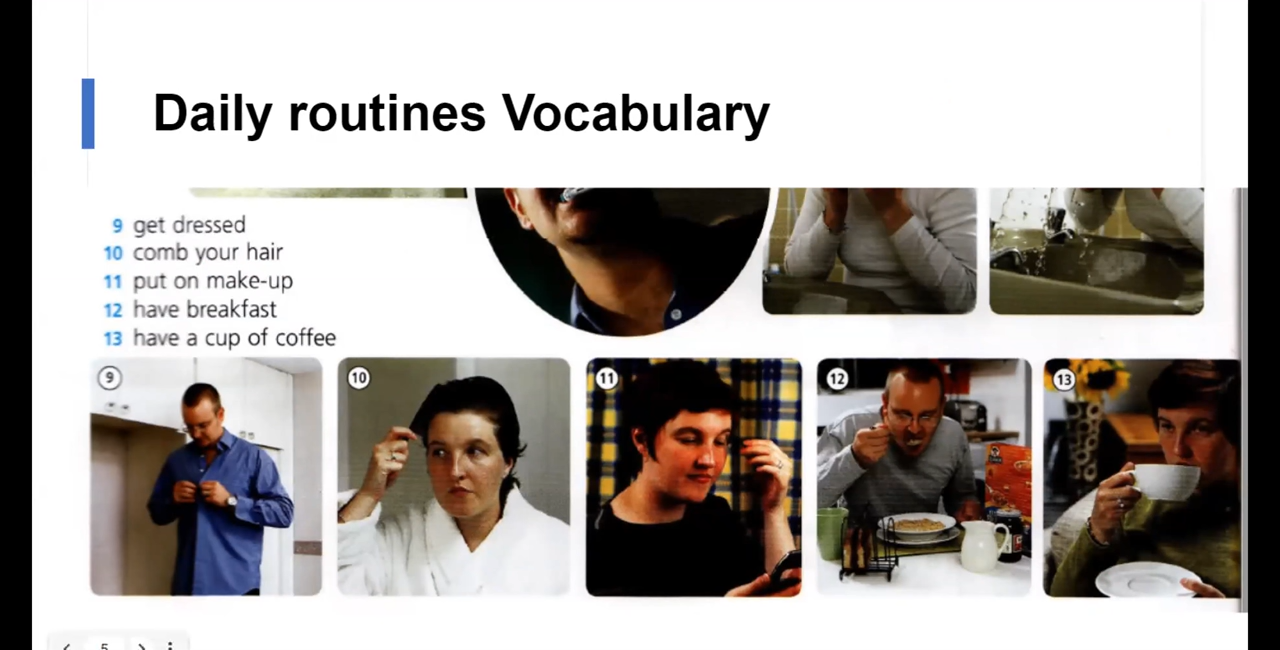 Daily routines Vocabulary
9 get dressed
10 comb your hair
11 put on make-up
12 have breakfast
13 have a cup of coffee
9
10
11
12
13
5